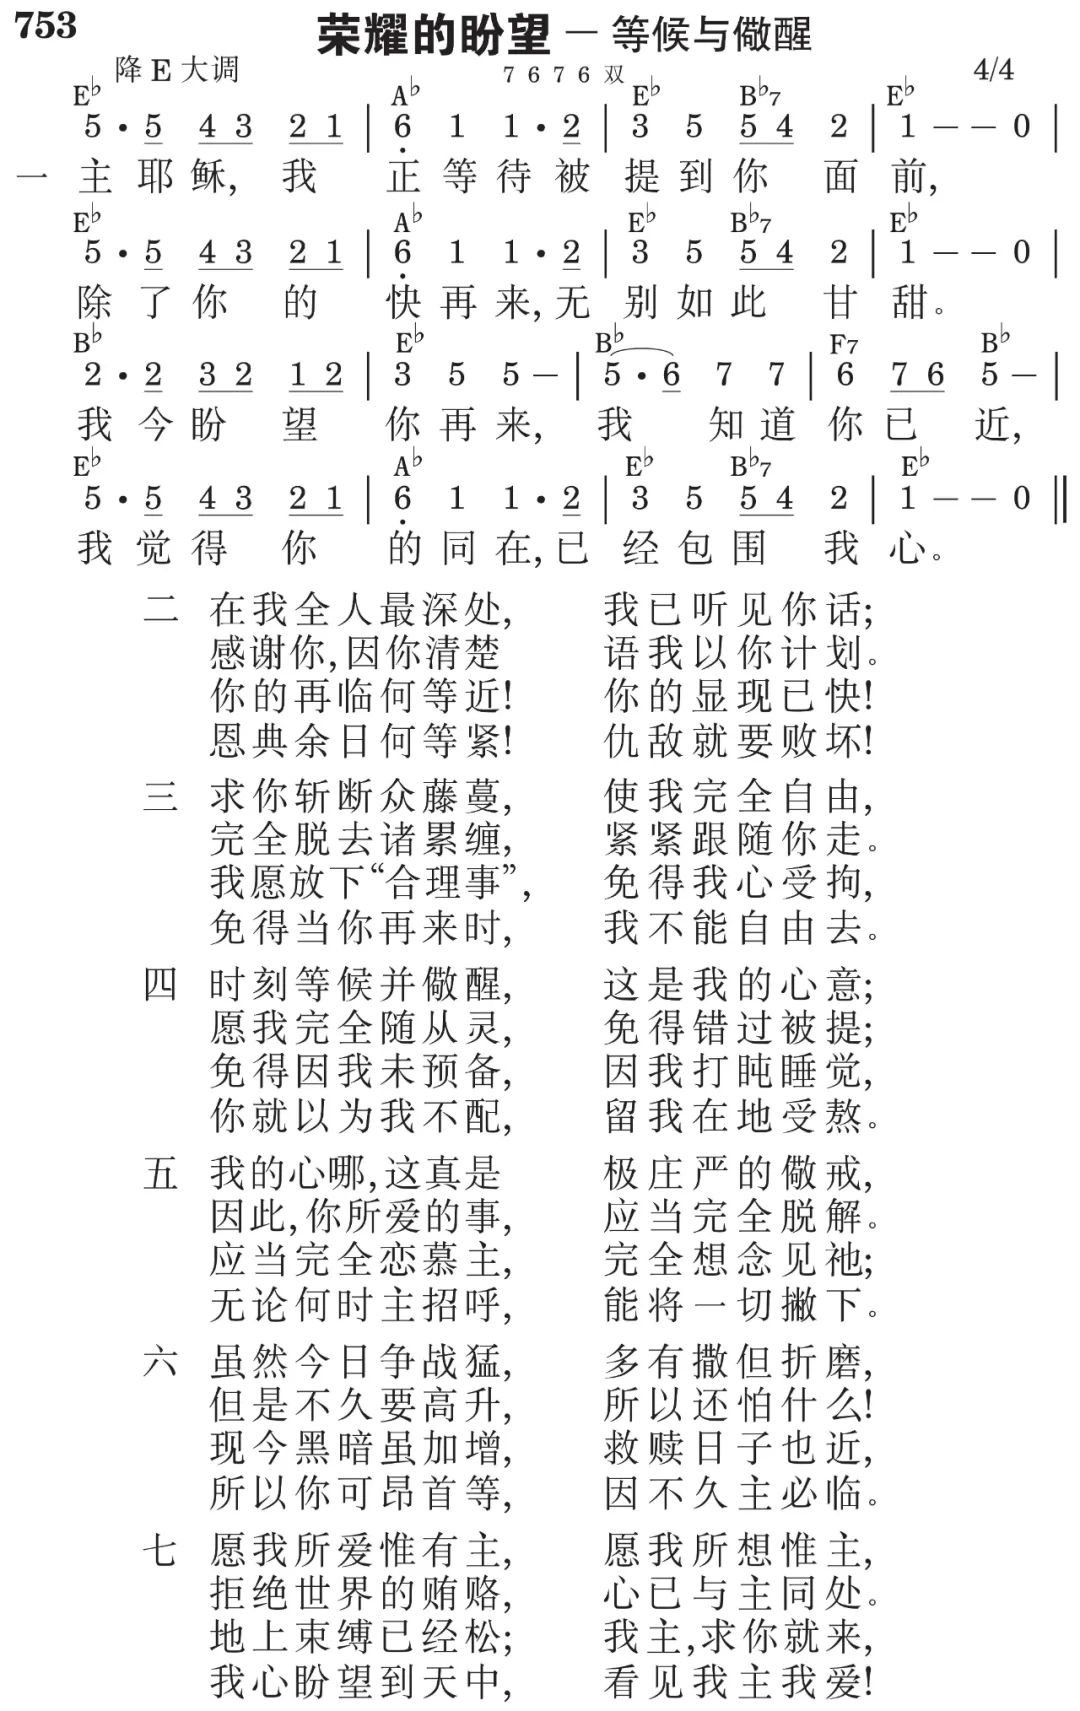 753
荣耀的盼望 — 等候与儆醒
降 E 大调 7 6 7 6 双 4/4
E♭ A♭ E♭ B♭7 E♭
5 · 5 4 3 2 1 | 6 1 1 · 2 | 3 5 5 4 2 | 1 — — 0 |
一 主耶稣, 我正等待被提到你面前,
E♭ A♭ E♭ B♭7 E♭
5 · 5 4 3 2 1 | 6 1 1 · 2 | 3 5 5 4 2 | 1 — — 0 |
除了你的快再来, 无别如此甘甜。
B♭ E♭ B♭ F7 B♭
2 · 2 3 2 1 2 | 3 5 5 — | 5 · 6 7 7 | 6 7 6 5 — |
我今盼望你再来, 我知道你已近,
E♭ A♭ E♭ B♭7 E♭
5 · 5 4 3 2 1 | 6 1 1 · 2 | 3 5 5 4 2 | 1 — — 0 ‖
我觉得你的同在, 已经包围我心。
二 在我全人最深处, 我已听见你话;
感谢你, 因你清楚 语我以你计划。
你的再临何等近! 你的显现已快!
恩典余日何等紧! 仇敌就要败坏!
三 求你斩断众藤蔓, 使我完全自由,
完全脱去诸累缠, 紧紧跟随你走。
我愿放下“合理事”, 免得我心受拘,
免得当你再来时, 我不能自由去。
四 时刻等候并儆醒, 这是我的心意;
愿我完全随从灵, 免得错过被提;
免得因我未预备, 因我打盹睡觉,
你就以为我不配, 留我在地受熬。
五 我的心哪, 这真是 极庄严的儆戒,
因此, 你所爱的事, 应当完全脱解。
应当完全恋慕主, 完全想念见祂;
无论何时主招呼, 能将一切撇下。
六 虽然今日争战猛, 多有撒但折磨,
但是不久要高升, 所以还怕什么!
现今黑暗虽加增, 救赎日子也近,
所以你可昂首等, 因不久主必临。
七 愿我所爱惟有主, 愿我所想惟主,
拒绝世界的贿赂, 心已与主同处。
地上束缚已经松; 我主, 求你就来,
我心盼望到天中, 看见我主我爱!